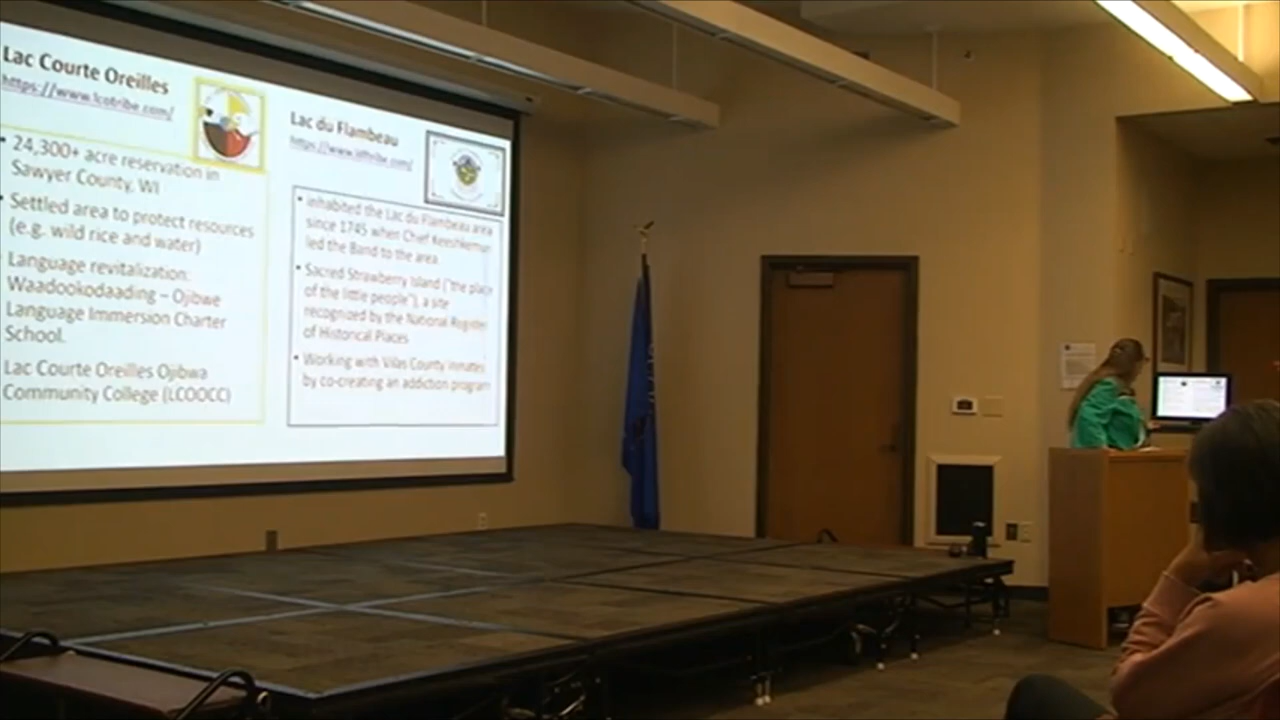 Lac Courte Oreilles
https://www.lcotribe.com/
• 24,300+ acre reservation in
Sawyer County, WI
• Settled area to protect resources
(e.g. wild rice and water)
Language revitalization:
Waadookodaading – Ojibwe
Language Immersion Charter
School.
Lac Courte Oreilles Ojibwa
Community College (LCOOCC)
Lac du Flambeau
https://www.ldftribe.com/
• inhabited the Lac du Flambeau area
since 1745 when Chief Keeshkemun
led the Band to the area
• Sacred Strawberry Island ("the place
of the little people"), a site
recognized by the National Register
of Historical Places
• Working with Vilas County inmates
by co-creating an addiction program